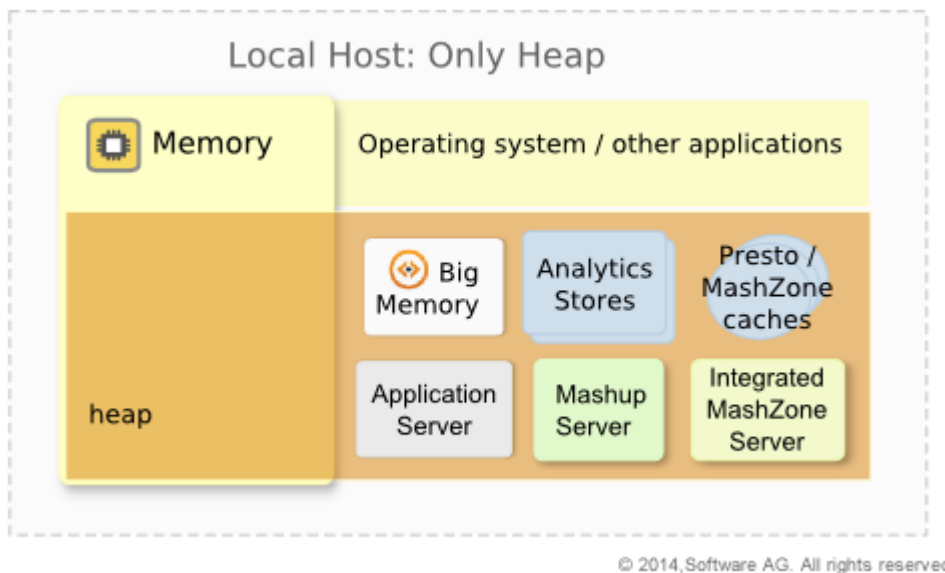 Local Host: Only Heap
Memory
Operating system / other applications
Big
Memory
Analytics
Stores
Presto /
MashZone
caches
heap
Application
Server
Mashup
Server
Integrated
MashZone
Server
© 2014,Software AG. All rights reserved